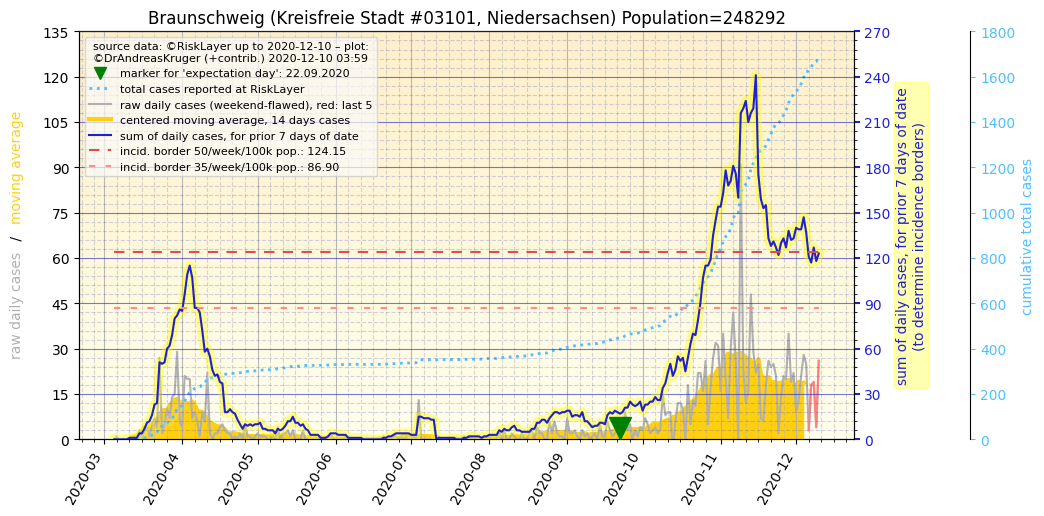 Braunschweig (Kreisfreie Stadt #03101, Niedersachsen) Population=248292
source data: ©RiskLayer up to 2020-12-10 – plot:
©DrAndreasKruger (+contrib.) 2020-12-10 03:59
marker for 'expectation day': 22.09.2020
total cases reported at RiskLayer
raw daily cases (weekend-flawed), red: last 5
centered moving average, 14 days cases
sum of daily cases, for prior 7 days of date
incid. border 50/week/100k pop.: 124.15
incid. border 35/week/100k pop.: 86.90
raw daily cases / moving average
135
120
105
90
75
60
45
30
15
0
2020-03
2020-04
2020-05
2020-06
2020-07
2020-08
2020-09
2020-10
2020-11
2020-12
270
240
210
180
150
120
90
60
30
0
sum of daily cases, for prior 7 days of date
(to determine incidence borders)
1800
1600
1400
1200
1000
800
600
400
200
0
cumulative total cases